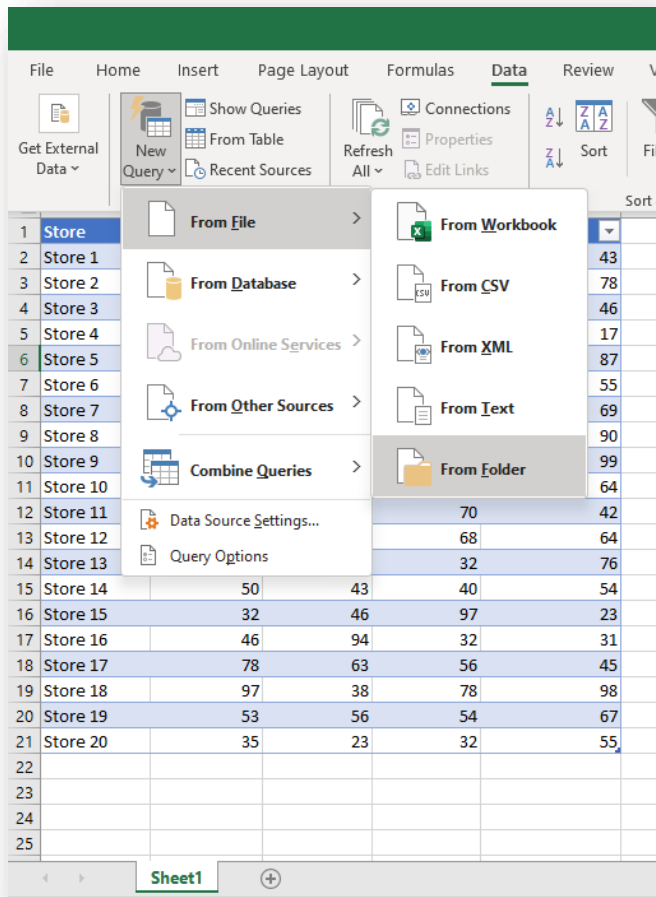 File Home Insert Page Layout Formulas Data Review
Show Queries
From Table
Recent Sources
Get External
Data
New
Query
Refresh
All
Connections
Properties
Edit Links
A
Z
Z
A
Z A
A Z
Sort
Sort
From File
From Database
From Online Services
From Other Sources
Combine Queries
Data Source Settings...
Query Options
From Workbook
From CSV
CSV
From XML
From Text
From Folder
1 Store
2 Store 1 43
3 Store 2 78
4 Store 3 46
5 Store 4 17
6 Store 5 87
7 Store 6 55
8 Store 7 69
9 Store 8 90
10 Store 9 99
11 Store 10 64
12 Store 11 70 42
13 Store 12 68 64
14 Store 13 32 76
15 Store 14 50 43 40 54
16 Store 15 32 46 97 23
17 Store 16 46 94 32 31
18 Store 17 78 63 56 45
19 Store 18 97 38 78 98
20 Store 19 53 56 54 67
21 Store 20 35 23 32 55
22
23
24
25
Sheet1